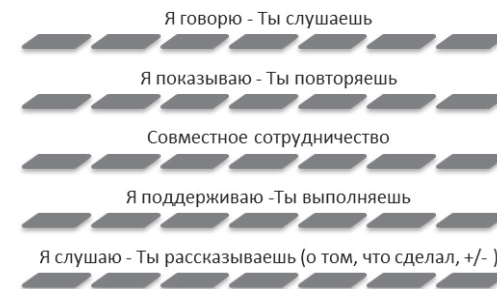 Я говорю - Ты слушаешь
Я показываю - Ты повторяешь
Совместное сотрудничество
Я поддерживаю -Ты выполняешь
Я слушаю - Ты рассказываешь (о том, что сделал, +/- )